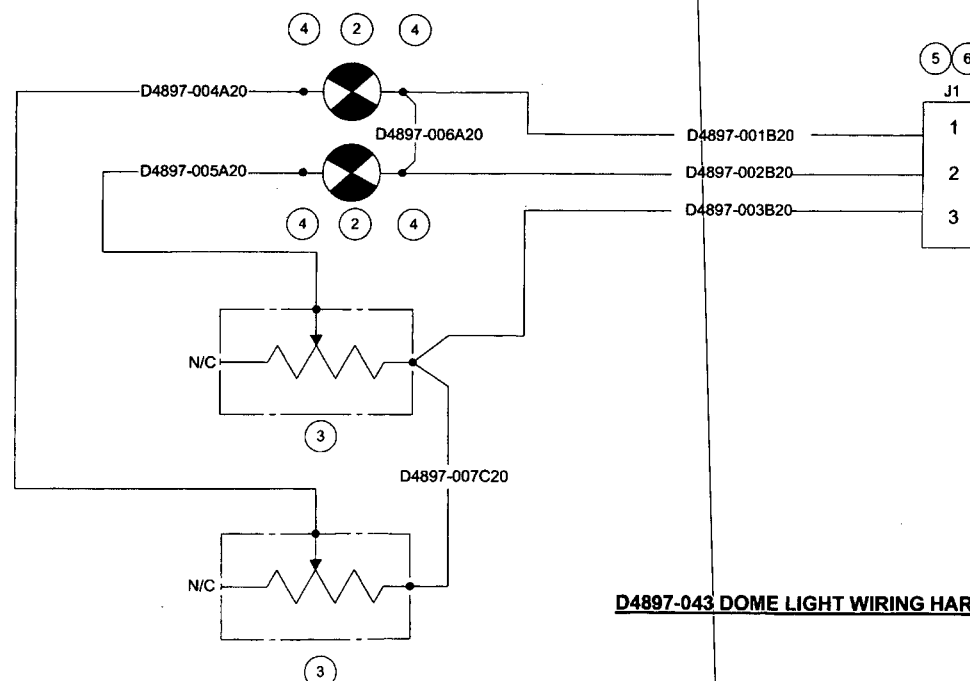 4 2 4
5 6
J1
D4897-004A20
1
D4897-006A20
D4897-001B20
D4897-005A20
D4897-002B20
2
D4897-003B20
3
4 2 4
N/C
3
D4897-007C20
N/C
D4897-043 DOME LIGHT WIRING HAR
3